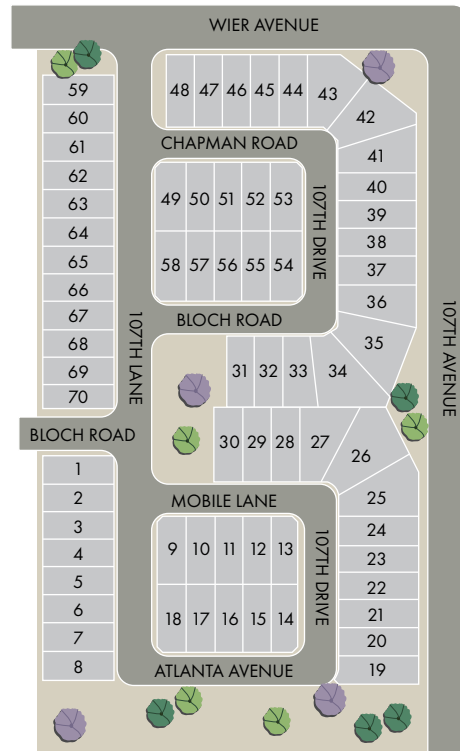 WIER AVENUE
48 47 46 45 44 43
42
59
60
61
62
63
64
65
66
67
68
69
70
CHAPMAN ROAD
49 50 51 52 53
58 57 56 55 54
107TH DRIVE
41
40
39
38
37
36
35
107TH LANE
BLOCH ROAD
31 32 33 34
107TH AVENUE
BLOCH ROAD
30 29 28 27 26
1
2
3
4
5
6
7
8
MOBILE LANE
9 10 11 12 13
18 17 16 15 14
107TH DRIVE
25
24
23
22
21
20
19
ATLANTA AVENUE